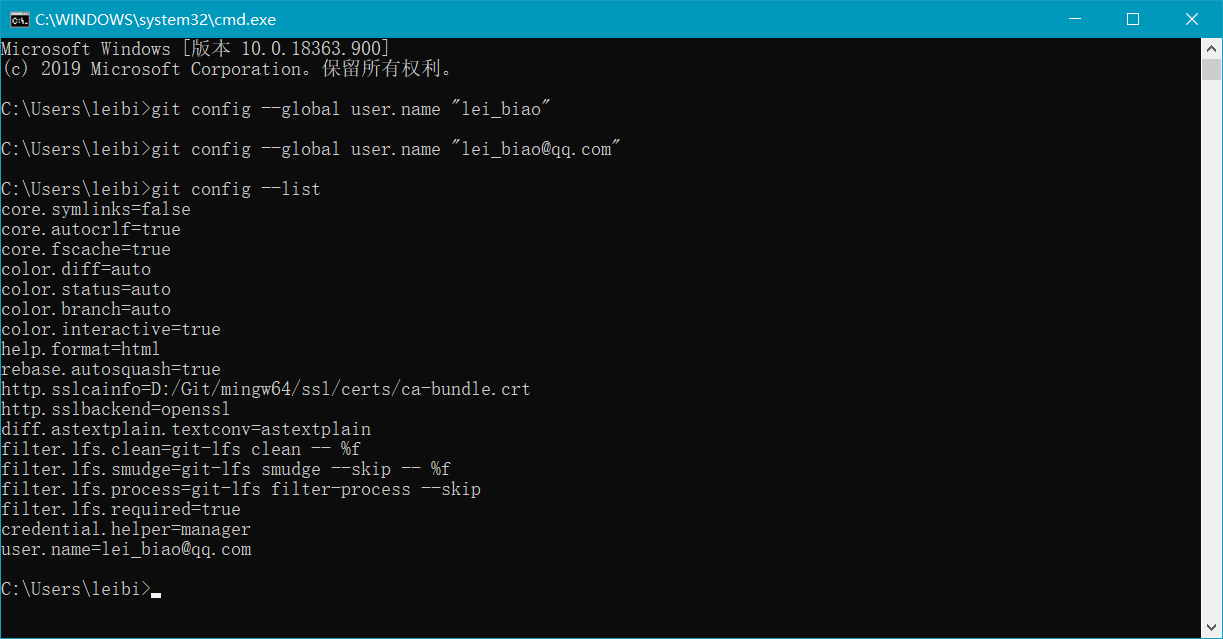 C:\WINDOWS\system32\cmd.exe
Microsoft Windows [版本 10.0.18363.900]
(c) 2019 Microsoft Corporation。保留所有权利。
C:\Users\leibi>git config --global user.name "lei_biao"
C:\Users\leibi>git config --global user.name "lei_biao@qq.com"
C:\Users\leibi>git config --list
core.symlinks=false
core.autocrlf=true
core.fscache=true
color.diff=auto
color.status=auto
color.branch=auto
color.interactive=true
help.format=html
rebase.autosquash=true
http.sslcainfo=D:/Git/mingw64/ssl/certs/ca-bundle.crt
http.sslbackend=openssl
diff.astextplain.textconv=astextplain
filter.lfs.clean=git-lfs clean -- %f
filter.lfs.smudge=git-lfs smudge --skip -- %f
filter.lfs.process=git-lfs filter-process --skip
filter.lfs.required=true
credential.helper=manager
user.name=lei_biao@qq.com
C:\Users\leibi>